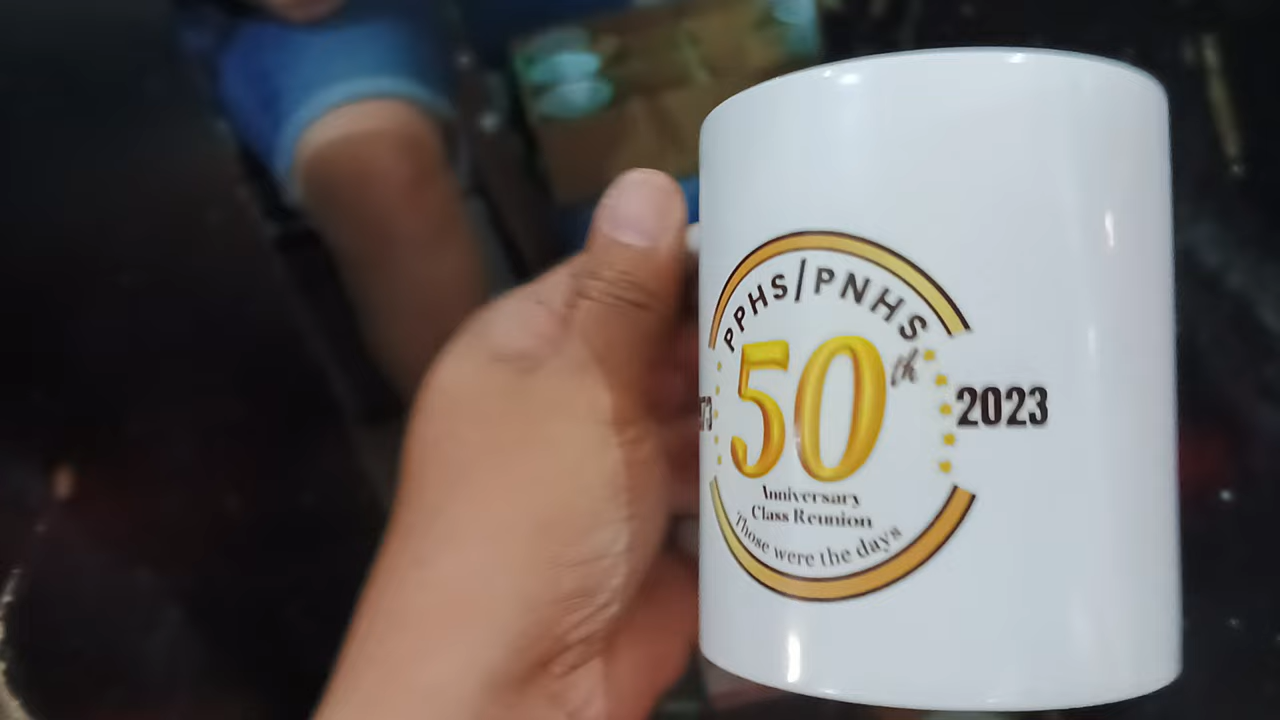 PPHS/PNHS
50th
2023
Anniversary
Class Reunion
Those were the days